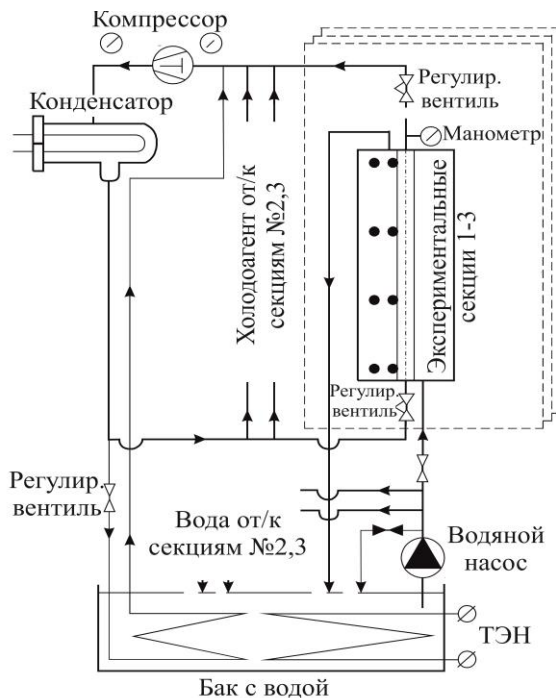 Компрессор
Конденсатор
Регулир.
вентиль
Манометр
Холодоагент от/к
секциям №2,3
Экспериментальные
секции 1-3
Регулир.
вентиль
Регулир.
вентиль
Вода от/к
секциям №2,3
Водяной
насос
ТЭН
Бак с водой